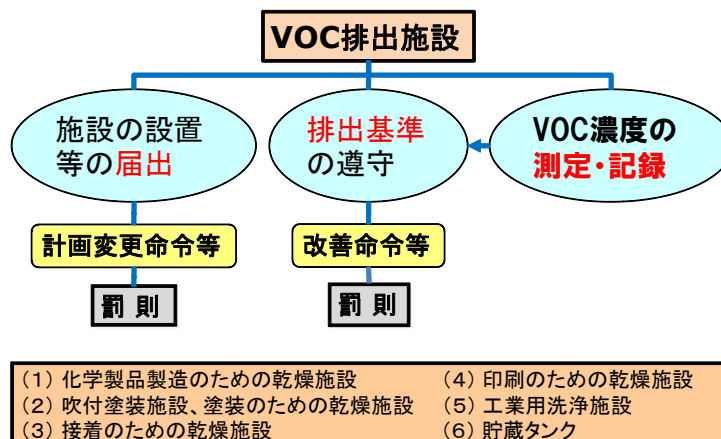 VOC排出施設
施設の設置
等の届出
排出基準
の遵守
VOC濃度の
測定・記録
計画変更命令等
改善命令等
罰 則
罰 則
(1) 化学製品製造のための乾燥施設
(2) 吹付塗装施設、塗装のための乾燥施設
(3) 接着のための乾燥施設
(4) 印刷のための乾燥施設
(5) 工業用洗浄施設
(6) 貯蔵タンク